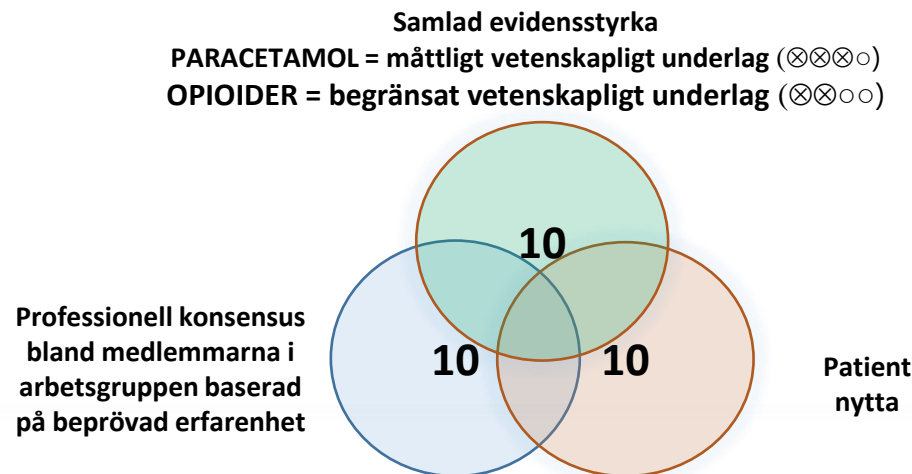 Samlad evidensstyrka
PARACETAMOL = måttligt vetenskapligt underlag (⊗⊗⊗○)
OPIOIDER = begränsat vetenskapligt underlag (⊗⊗○○)
10
Professionell konsensus
bland medlemmarna i
arbetsgruppen baserad
på beprövad erfarenhet
10
10
Patient
nytta